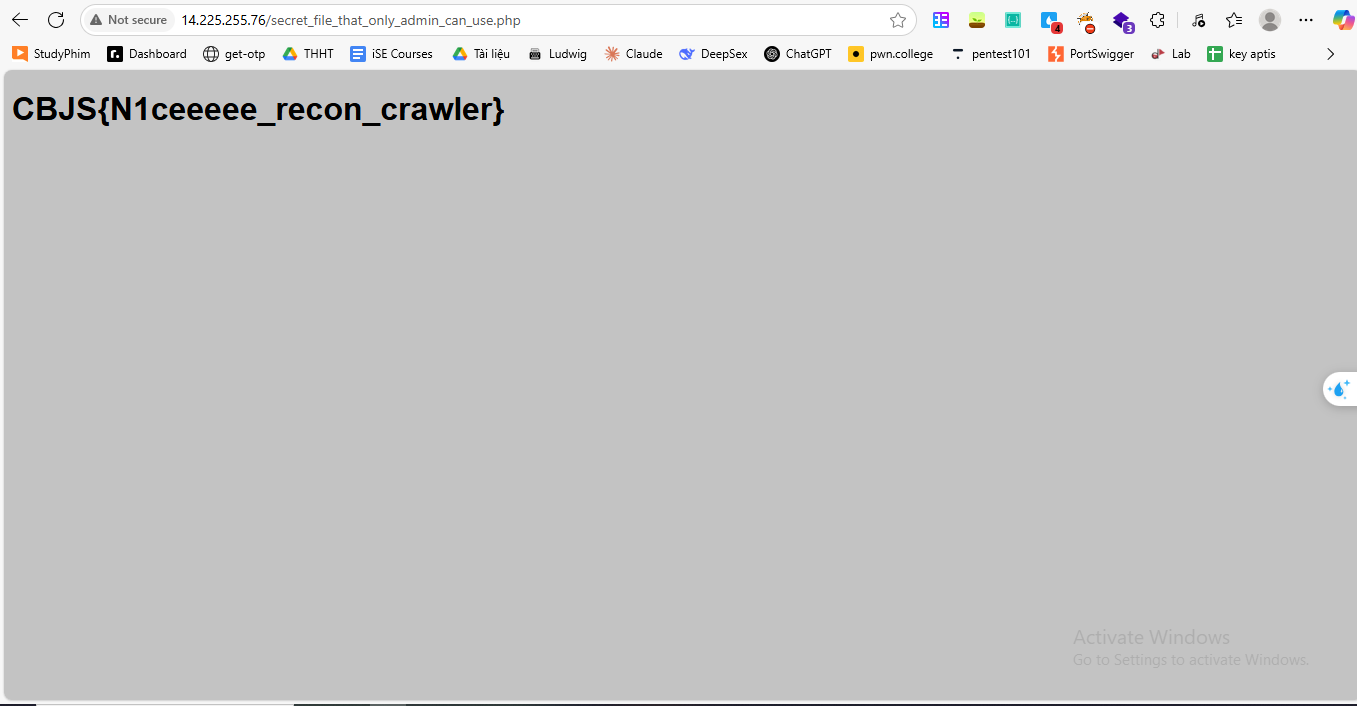 Not secure 14.225.255.76/secret_file_that_only_admin_can_use.php 4 3
StudyPhim Dashboard get-otp THHT iSE Courses Tài liệu Ludwig Claude DeepSex ChatGPT pwn.college pentest101 PortSwigger Lab key aptis
CBJS{N1ceeeee_recon_crawler}
Activate Windows
Go to Settings to activate Windows.